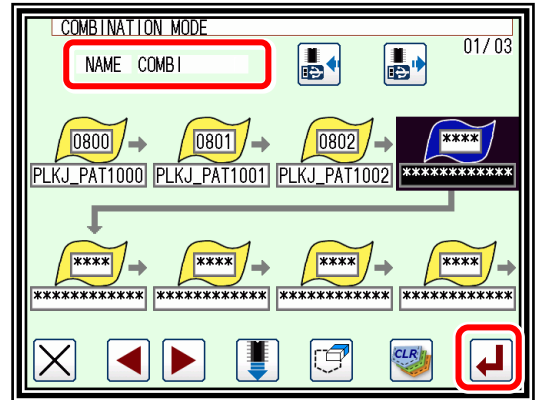 COMBINATION MODE
NAME COMBI
01/03
0800 0801 0802 ****
PLKJ_PAT1000 PLKJ_PAT1001 PLKJ_PAT1002 ************
**** **** **** ****
************ ************ ************ ************
CLR